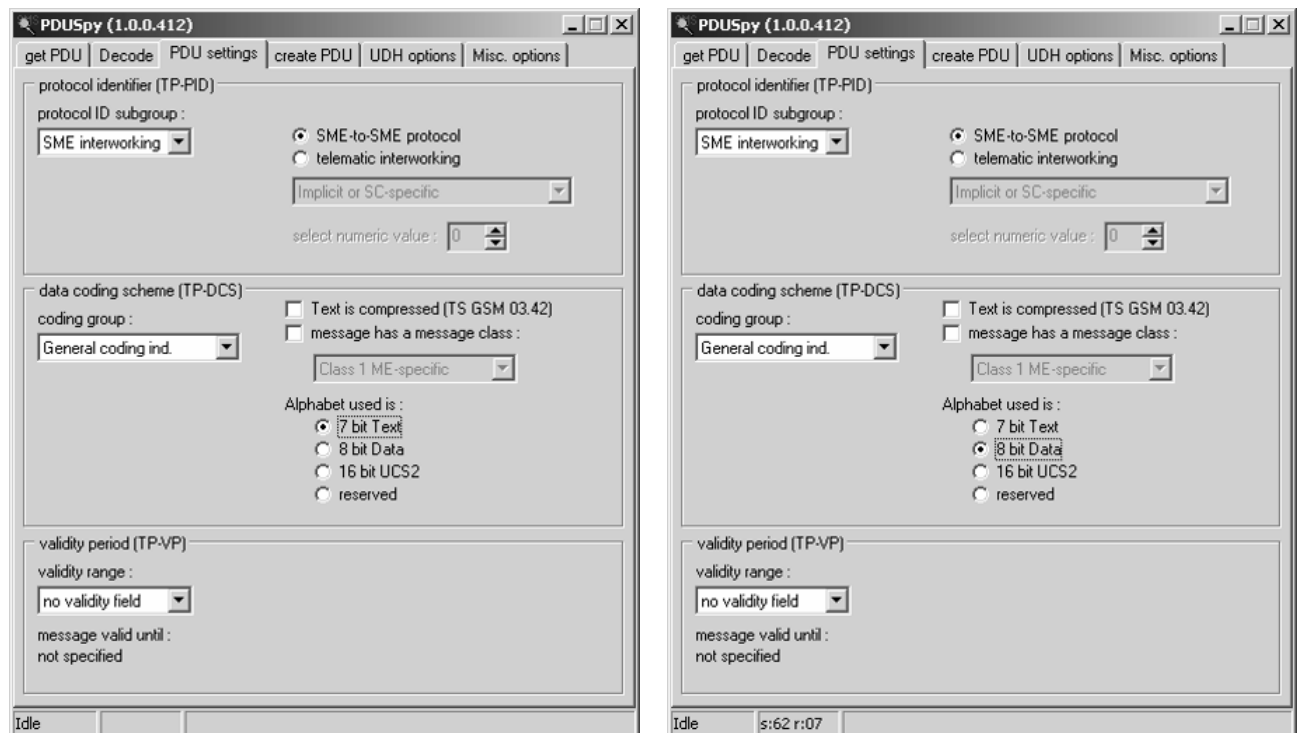 PDUSpy (1.0.0.412)
get PDU Decode PDU settings create PDU UDH options Misc. options
protocol identifier (TP-PID)
protocol ID subgroup :
SME interworking
SME-to-SME protocol
telematic interworking
Implicit or SC-specific
select numeric value : 0
data coding scheme (TP-DCS)
coding group :
General coding ind.
Text is compressed (TS GSM 03.42)
message has a message class :
Class 1 ME-specific
Alphabet used is :
7 bit Text
8 bit Data
16 bit UCS2
reserved
validity period (TP-VP)
validity range :
no validity field
message valid until :
not specified
Idle
PDUSpy (1.0.0.412)
get PDU Decode PDU settings create PDU UDH options Misc. options
protocol identifier (TP-PID)
protocol ID subgroup :
SME interworking
SME-to-SME protocol
telematic interworking
Implicit or SC-specific
select numeric value : 0
data coding scheme (TP-DCS)
coding group :
General coding ind.
Text is compressed (TS GSM 03.42)
message has a message class :
Class 1 ME-specific
Alphabet used is :
7 bit Text
8 bit Data
16 bit UCS2
reserved
validity period (TP-VP)
validity range :
no validity field
message valid until :
not specified
Idle s:62 r:07